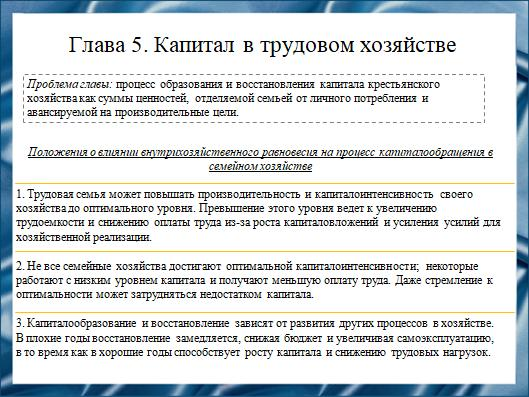 Глава 5. Капитал в трудовом хозяйстве
Проблема главы: процесс образования и восстановления капитала крестьянского
хозяйства как суммы ценностей, отделяемой семьей от личного потребления и
авансируемой на производительные цели.
Положения о влиянии внутрихозяйственного равновесия на процесс капиталообращения в
семейном хозяйстве
1. Трудовая семья может повышать производительность и капиталоинтенсивность своего
хозяйства до оптимального уровня. Превышение этого уровня ведет к увеличению
трудоемкости и снижению оплаты труда из-за роста капиталовложений и усиления усилий для
хозяйственной реализации.
2. Не все семейные хозяйства достигают оптимальной капиталоинтенсивности; некоторые
работают с низким уровнем капитала и получают меньшую оплату труда. Даже стремление к
оптимальности может затрудняться недостатком капитала.
3. Капиталообразование и восстановление зависят от развития других процессов в хозяйстве.
В плохие годы восстановление замедляется, снижая бюджет и увеличивая самоэксплуатацию,
в то время как в хорошие годы способствует росту капитала и снижению трудовых нагрузок.